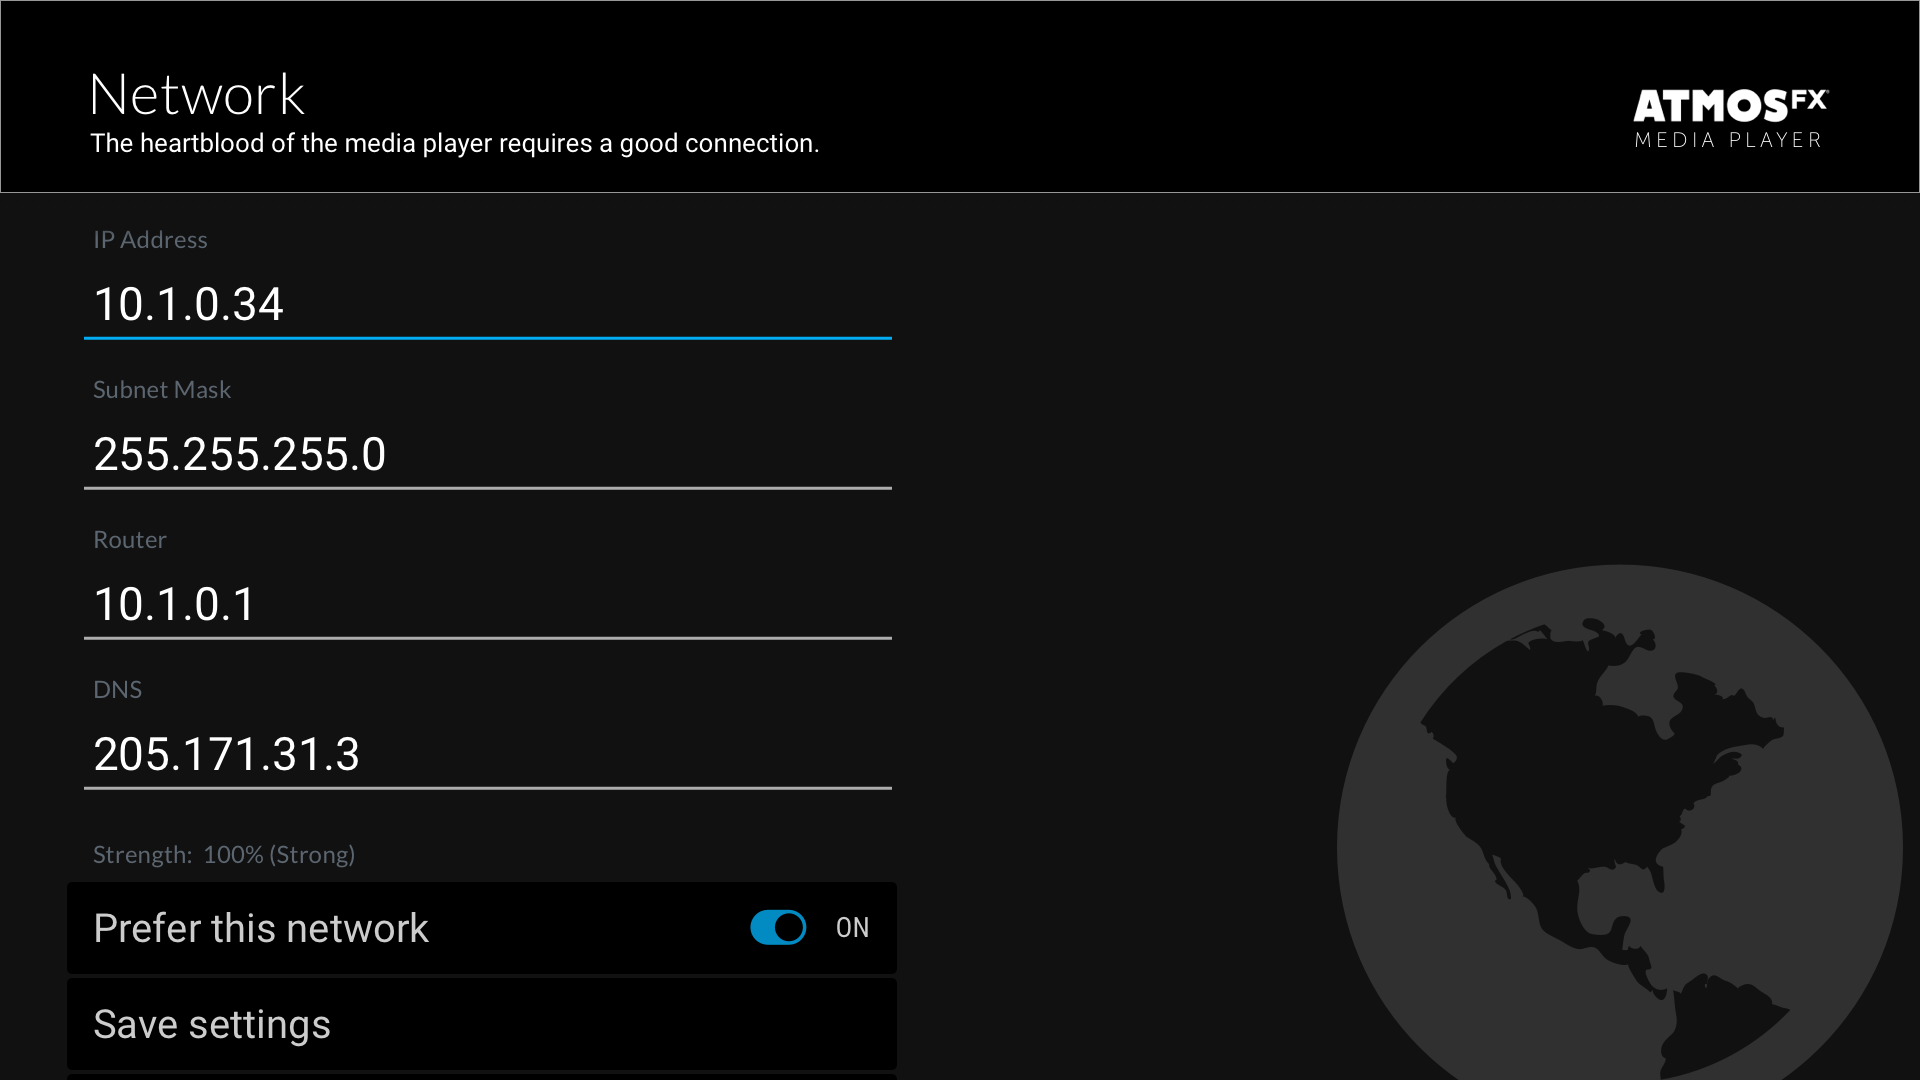 Network
The heartblood of the media player requires a good connection.
ATMOSFX
MEDIA PLAYER
IP Address
10.1.0.34
Subnet Mask
255.255.255.0
Router
10.1.0.1
DNS
205.171.31.3
Strength: 100% (Strong)
Prefer this network ON
Save settings